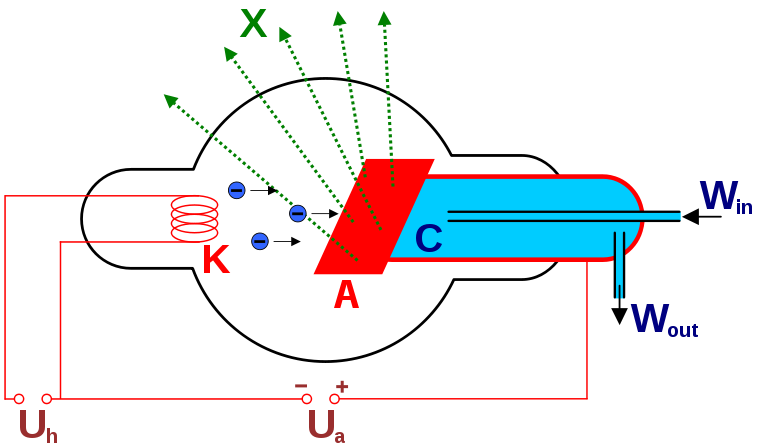 X
W in
C
K
A
W out
− +
U h U a